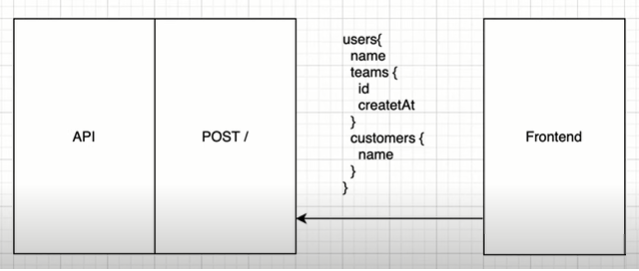 API
POST /
users{
name
teams {
id
createtAt
}
customers {
name
}
}
Frontend